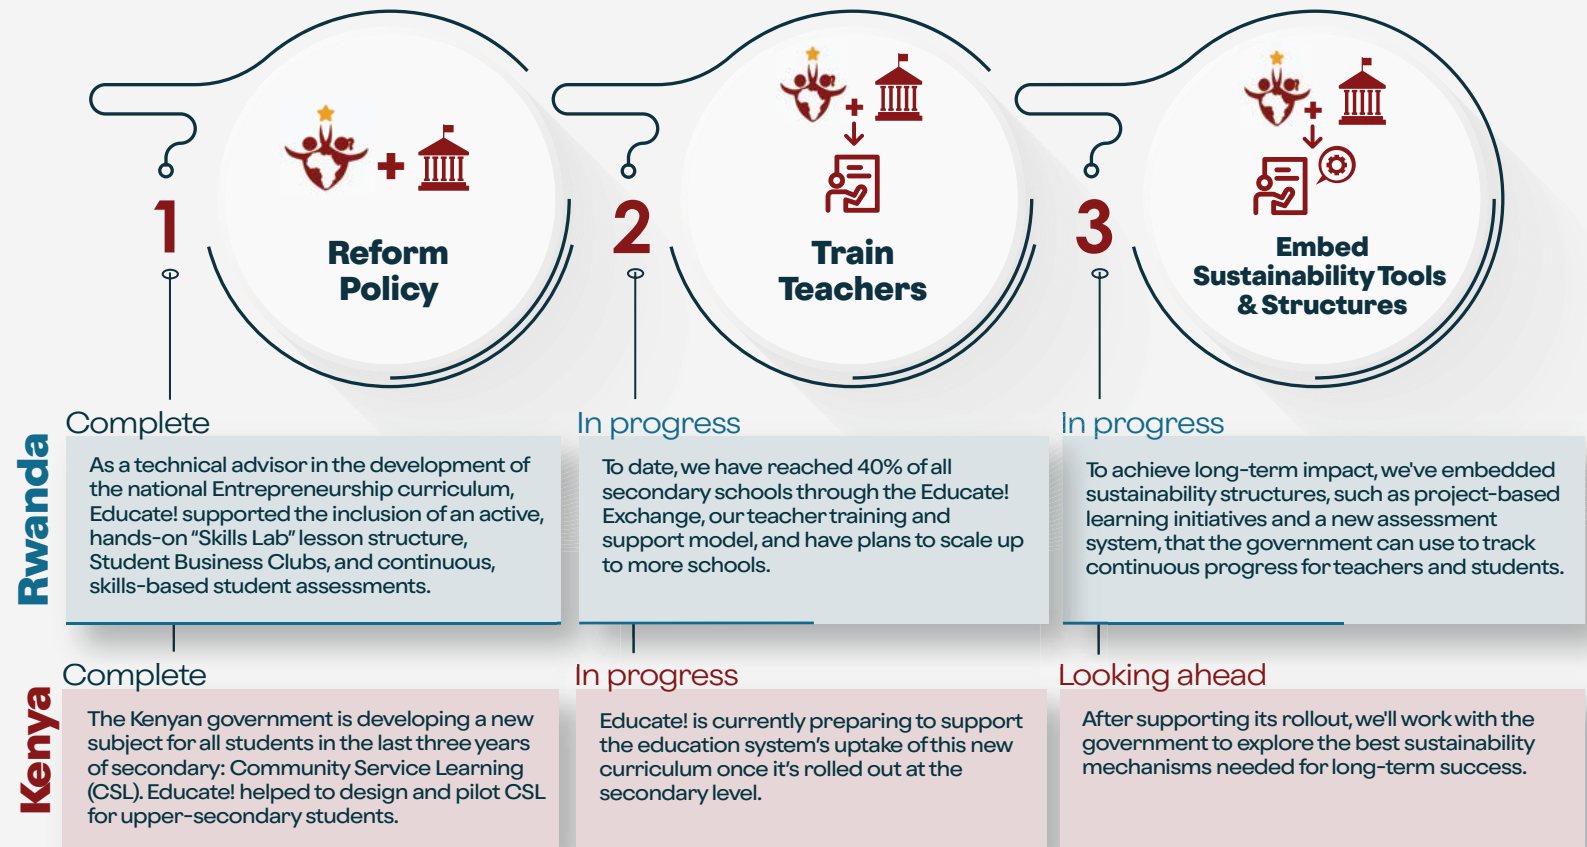 1
Reform
Policy
2
Train
Teachers
3
Embed
Sustainability Tools
& Structures
Rwanda
Complete
As a technical advisor in the development of
the national Entrepreneurship curriculum,
Educate! supported the inclusion of an active,
hands-on "Skills Lab" lesson structure,
Student Business Clubs, and continuous,
skills-based student assessments.
In progress
To date, we have reached 40% of all
secondary schools through the Educate!
Exchange, our teacher training and
support model, and have plans to scale up
to more schools.
In progress
To achieve long-term impact, we've embedded
sustainability structures, such as project-based
learning initiatives and a new assessment
system, that the government can use to track
continuous progress for teachers and students.
Kenya
Complete
The Kenyan government is developing a new
subject for all students in the last three years
of secondary: Community Service Learning
(CSL). Educate! helped to design and pilot CSL
for upper-secondary students.
In progress
Educate! is currently preparing to support
the education system's uptake of this new
curriculum once it's rolled out at the
secondary level.
Looking ahead
After supporting its rollout, we'll work with the
government to explore the best sustainability
mechanisms needed for long-term success.